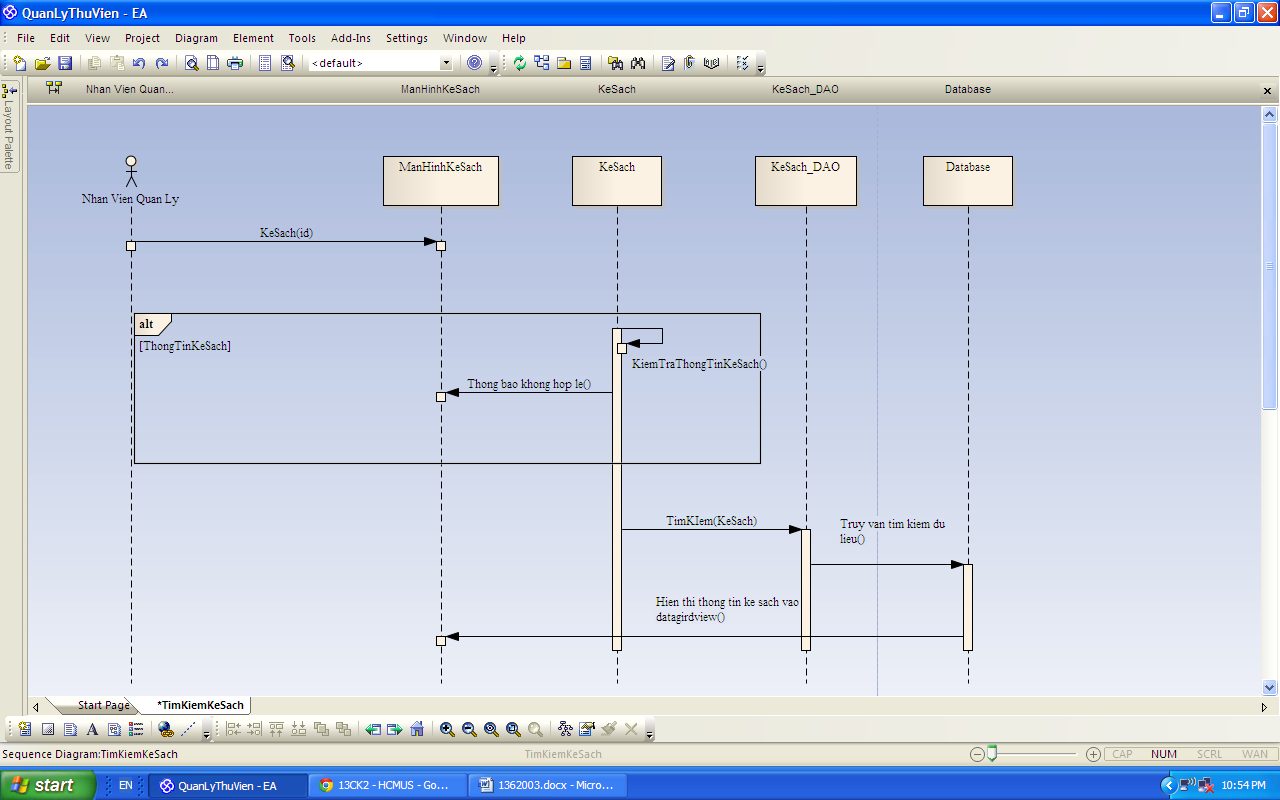 QuanLyThuVien - EA
File Edit View Project Diagram Element Tools Add-Ins Settings Window Help
<default>
Nhan Vien Quan... ManHinhKeSach KeSach KeSach_DAO Database
Layout Palette
ManHinhKeSach KeSach KeSach_DAO Database
Nhan Vien Quan Ly
KeSach(id)
alt
[ThongTinKeSach]
KiemTraThongTinKeSach()
Thong bao khong hop le()
TimKIem(KeSach)
Truy van tim kiem du
lieu()
Hien thi thong tin ke sach vao
datagirdview()
Start Page *TimKiemKeSach
Sequence Diagram:TimKiemKeSach TimKiemKeSach CAP NUM SCRL WAN
start EN QuanLyThuVien - EA 13CK2 - HCMUS - Go... 1362003.docx - Micro... 10:54 PM